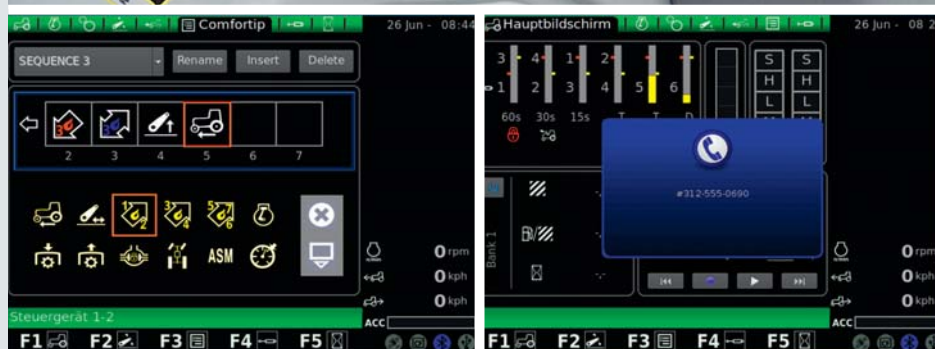 Comfortip
26 Jun - 08:44
SEQUENCE 3
Rename
Insert
Delete
2 3 4 5 6 7
ASM
0 rpm
0 kph
0 kph
Steuergerät 1-2
ACC
F1 F2 F3 F4 F5
Hauptbildschirm
26 Jun - 08 2
3 4 1 2
1 2 3 4 5 6
60s 30s 15s
S S
H H
L L
#312-555-0690
Bank 1
0 rpm
0 kph
0 kph
ACC
F1 F2 F3 F4 F5